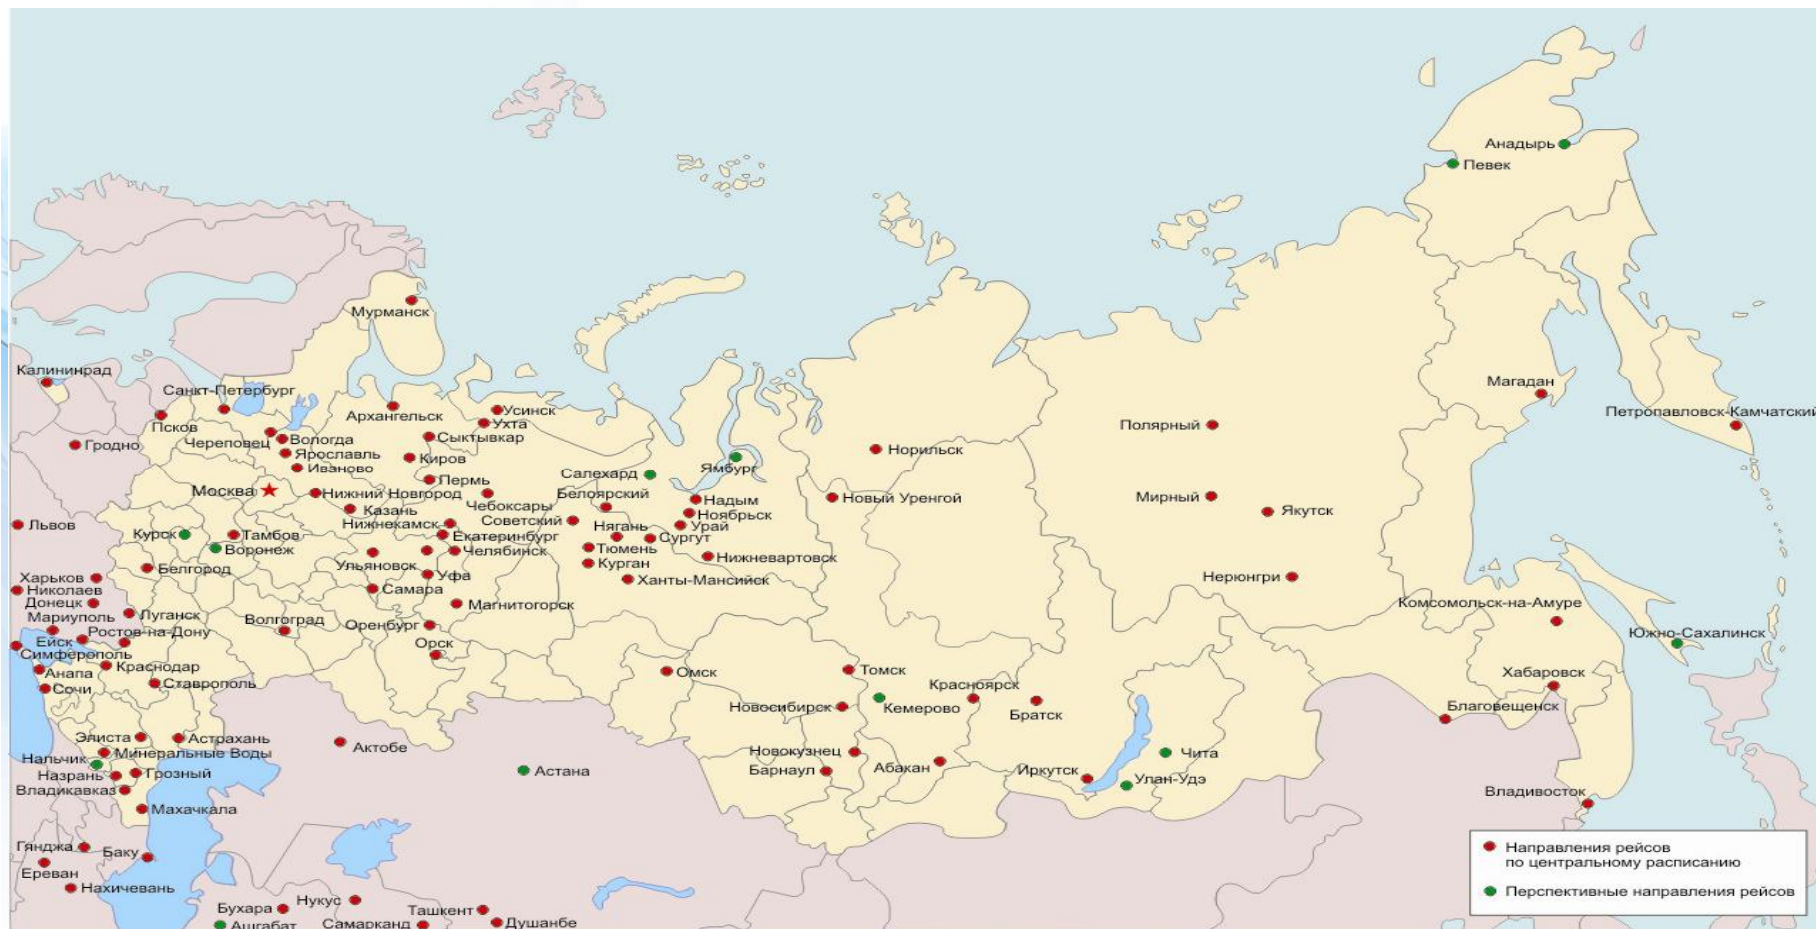 Анадырь
Певек
Мурманск
Калининград
Санкт-Петербург
Магадан
Петропавловск-Камчатский
Архангельск
Усинск
Ухта
Псков
Полярный
Гродно
Череповец
Вологда
Сыктывкар
Ярославль
Норильск
Иваново
Киров
Салехард
Ямбург
Москва
Нижний Новгород
Пермь
Чебоксары
Белоярский
Надым
Новый Уренгой
Мирный
Казань
Ноябрьск
Якутск
Львов
Нижнекамск
Советский
Нягань
Урай
Курск
Тамбов
Екатеринбург
Сургут
Воронеж
Челябинск
Тюмень
Нижневартовск
Белгород
Ульяновск
Уфа
Курган
Харьков
Ханты-Мансийск
Нерюнгри
Николаев
Самара
Донецк
Магнитогорск
Комсомольск-на-Амуре
Мариуполь
Луганск
Волгоград
Оренбург
Ейск
Ростов-на-Дону
Южно-Сахалинск
Симферополь
Орск
Анапа
Краснодар
Омск
Томск
Хабаровск
Сочи
Ставрополь
Красноярск
Новосибирск
Кемерово
Братск
Благовещенск
Элиста
Астрахань
Актобе
Нальчик
Минеральные Воды
Новокузнец
Чита
Назрань
Грозный
Астана
Барнаул
Абакан
Иркутск
Улан-Удэ
Владикавказ
Владивосток
Махачкала
Гянджа
Баку
Ереван
Нахичевань
Бухара
Нукус
Ташкент
Ашгабат
Самарканд
Душанбе
Направления рейсов
по центральному расписанию
Перспективные направления рейсов